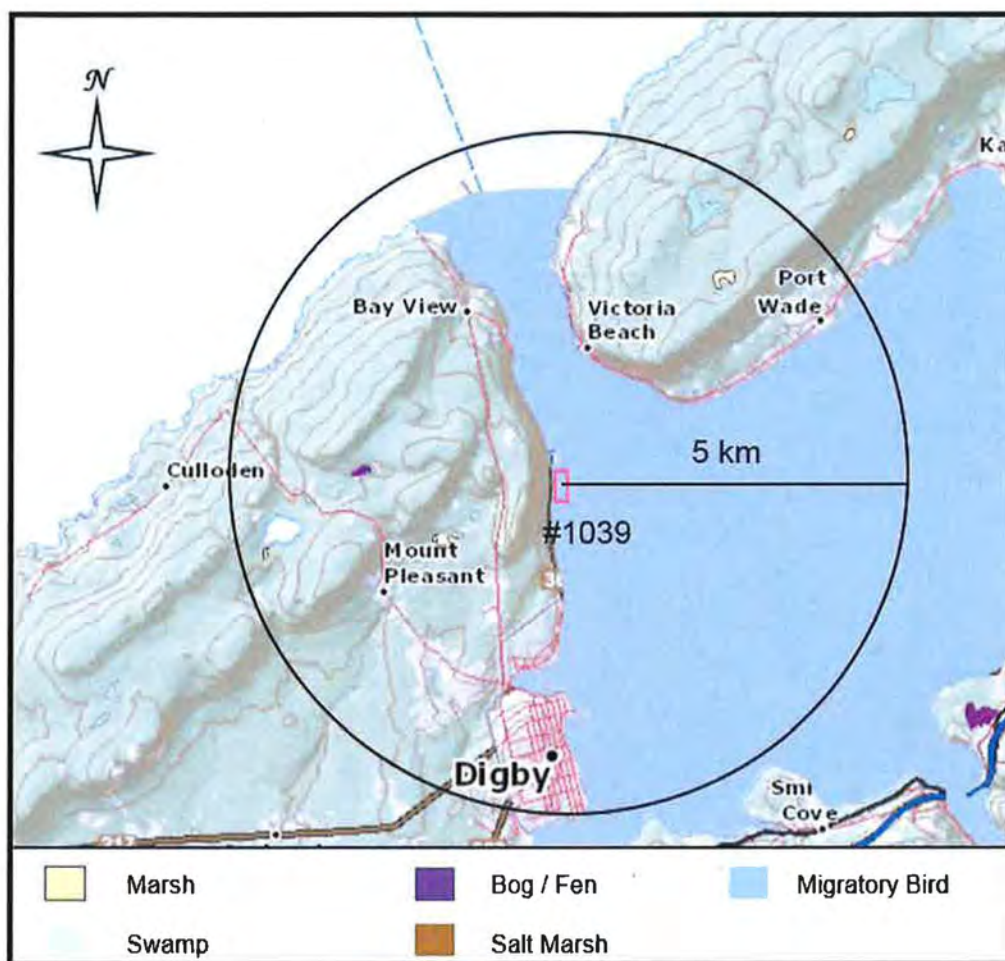 N
Ka
Port
Wade
Bay View
Victoria
Beach
5 km
Culloden
#1039
Mount
Pleasant
Digby
Smi
Cove
Marsh
Bog / Fen
Migratory Bird
Swamp
Salt Marsh